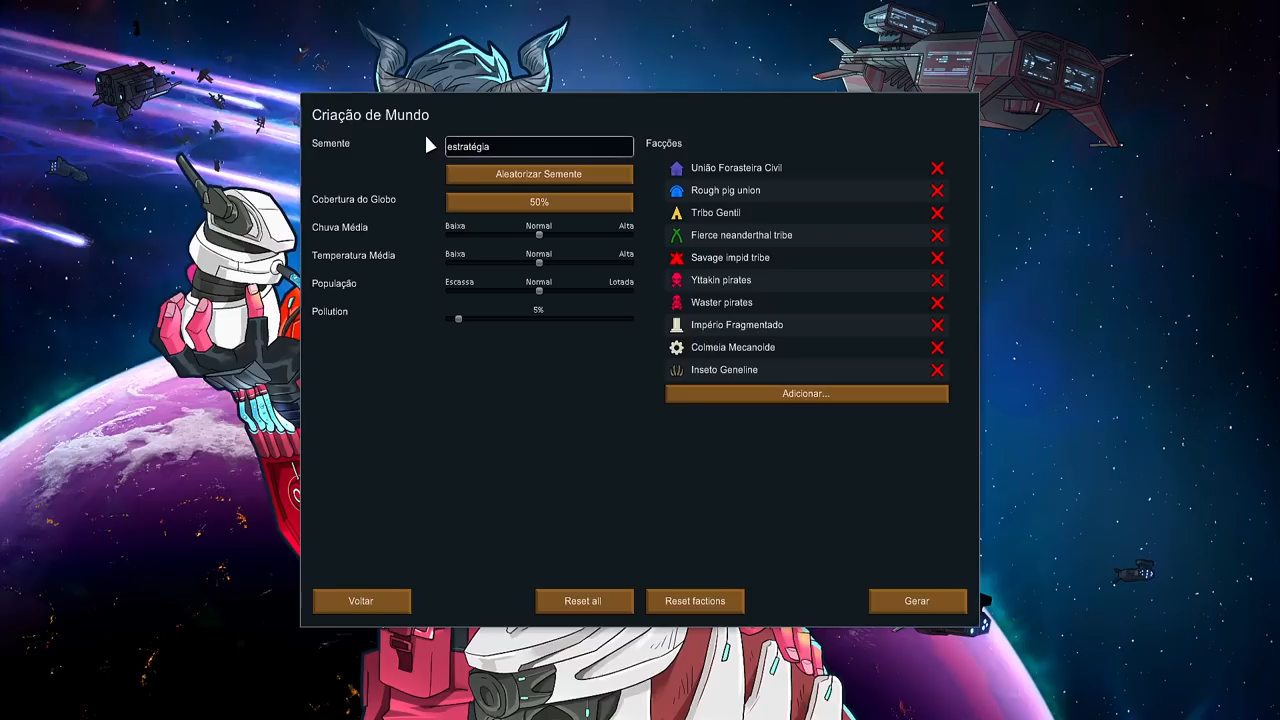 Criação de Mundo
Semente
estratégia
Aleatorizar Semente
Cobertura do Globo
50%
Chuva Média
Baixa Normal Alta
Temperatura Média
Baixa Normal Alta
População
Escassa Normal Lotada
Pollution
5%
Facções
União Forasteira Civil
Rough pig union
Tribo Gentil
Fierce neanderthal tribe
Savage impid tribe
Yttakin pirates
Waster pirates
Império Fragmentado
Colmeia Mecanoide
Inseto Geneline
Adicionar...
Voltar
Reset all
Reset factions
Gerar